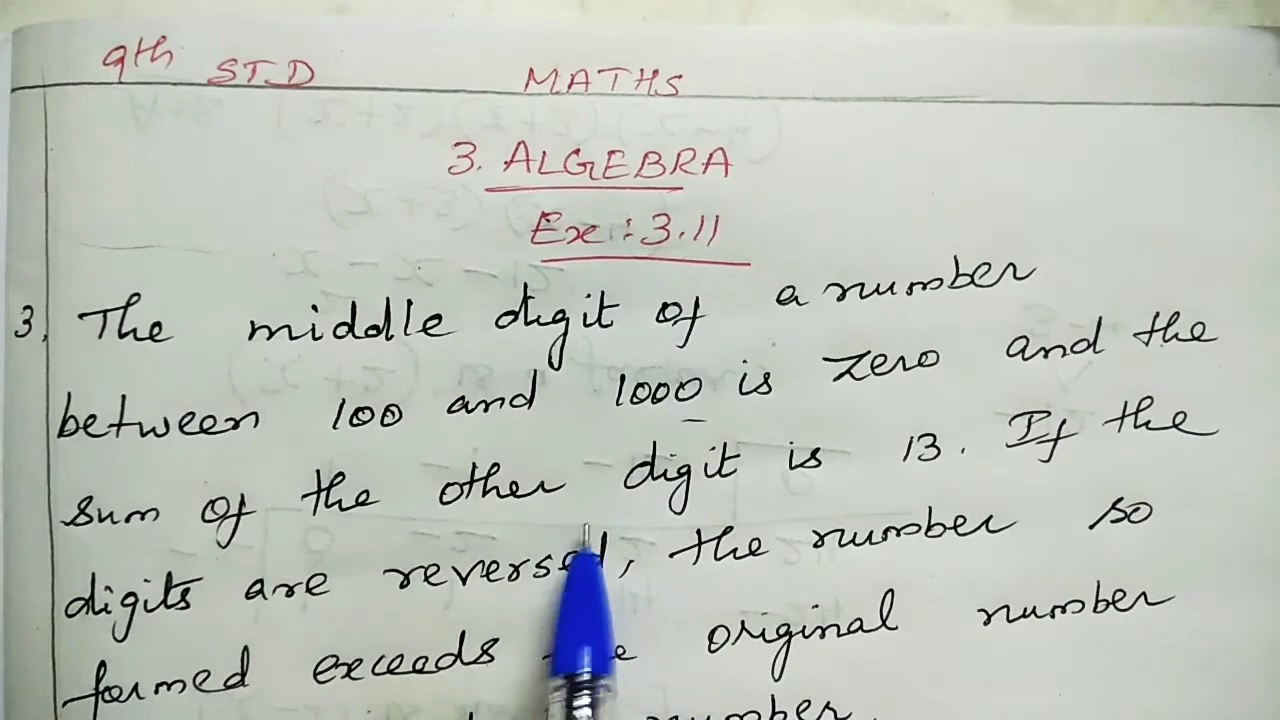 9th STD MATHS
3. ALGEBRA
Ex: 3.11
3. The middle digit of a number
between 100 and 1000 is zero and the
sum of the other digit is 13. If the
digits are reversed, the number so
formed exceeds original number
number.